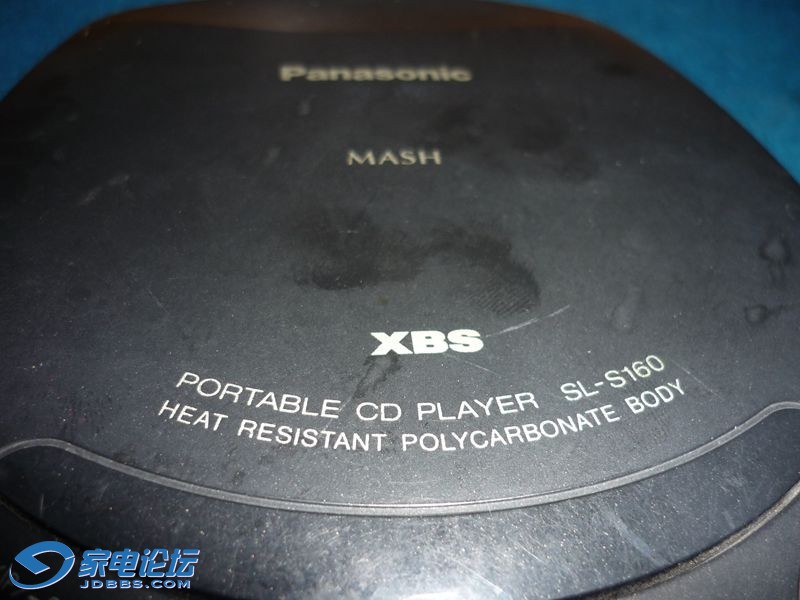 Panasonic
MASH
XBS
PORTABLE CD PLAYER SL-S160
HEAT RESISTANT POLYCARBONATE BODY
家电论坛
JDBBS.COM